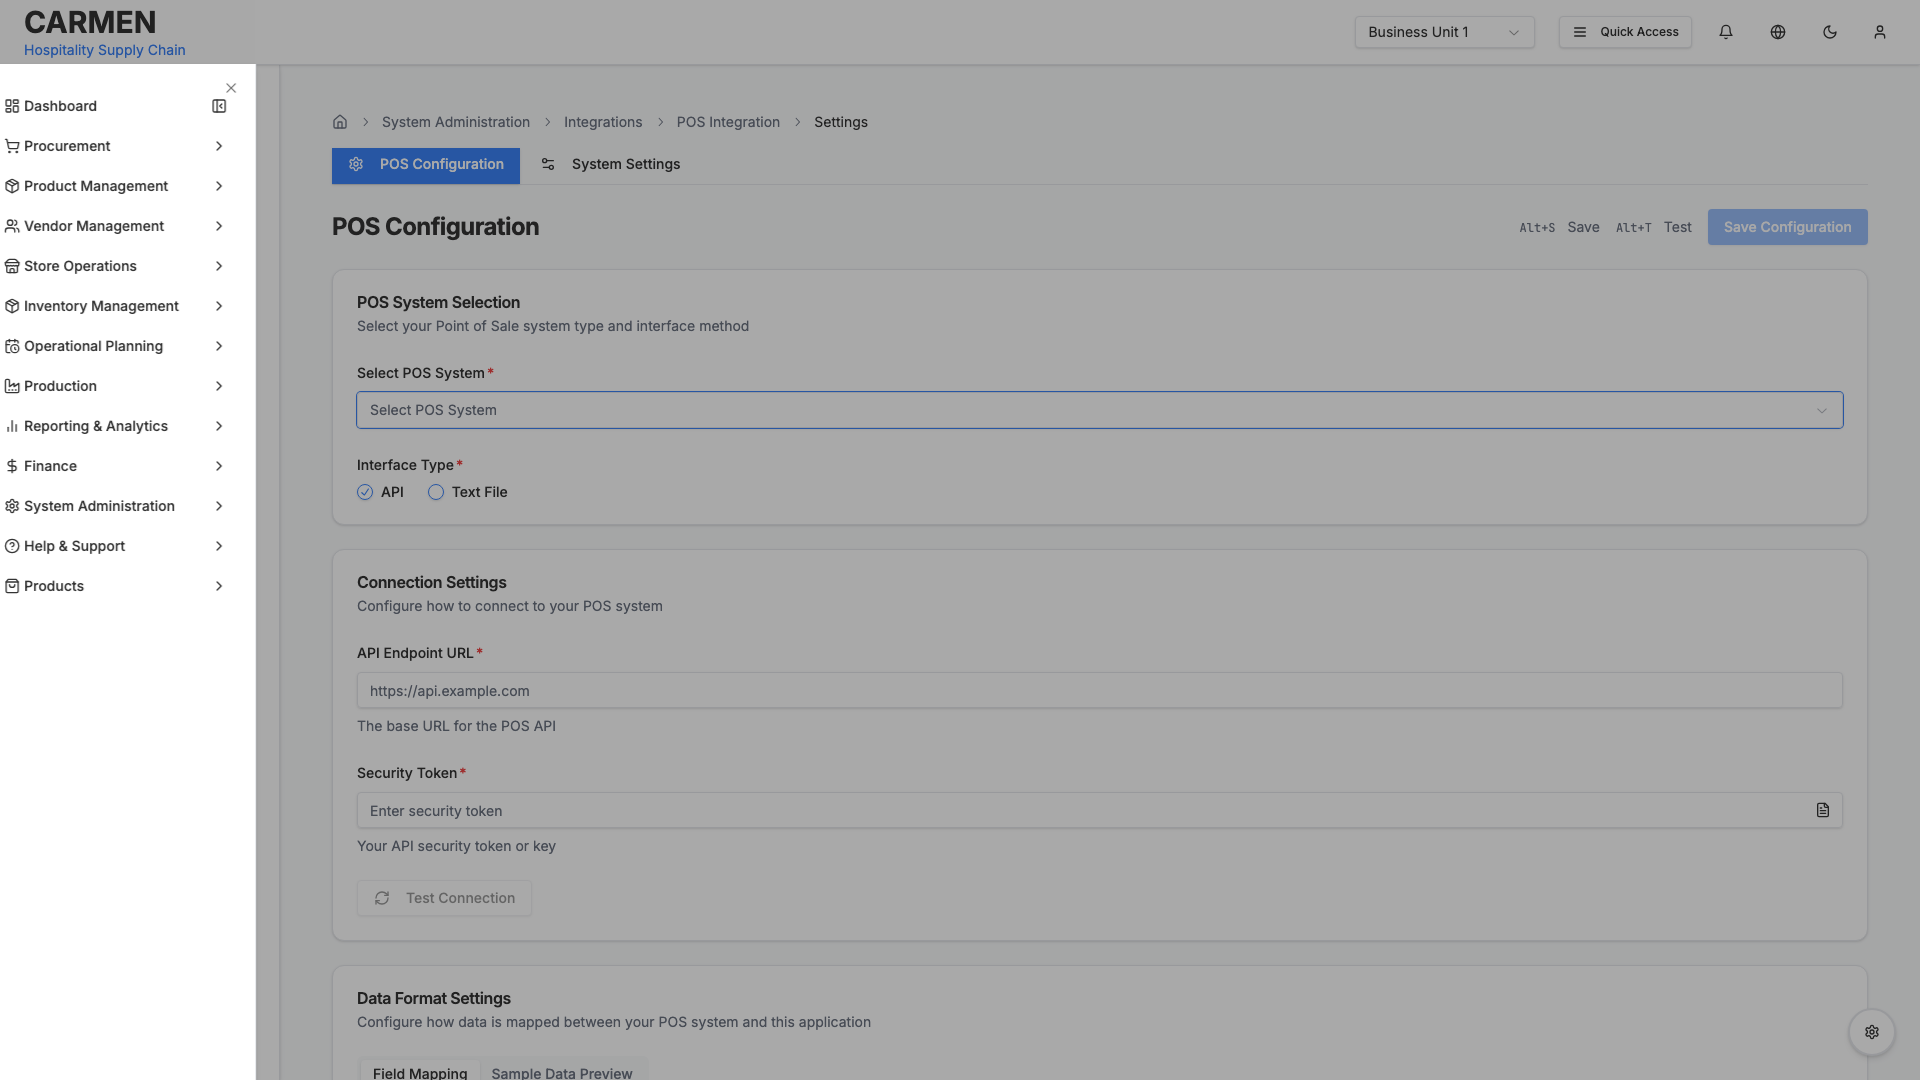 CARMEN
Hospitality Supply Chain
Business Unit 1
Quick Access
Dashboard
Procurement
Product Management
Vendor Management
Store Operations
Inventory Management
Operational Planning
Production
Reporting & Analytics
Finance
System Administration
Help & Support
Products
System Administration
Integrations
POS Integration
Settings
POS Configuration
System Settings
POS Configuration
Alt+S Save Alt+T Test
Save Configuration
POS System Selection
Select your Point of Sale system type and interface method
Select POS System*
Select POS System
Interface Type*
API
Text File
Connection Settings
Configure how to connect to your POS system
API Endpoint URL*
https://api.example.com
The base URL for the POS API
Security Token*
Enter security token
Your API security token or key
Test Connection
Data Format Settings
Configure how data is mapped between your POS system and this application
Field Mapping
Sample Data Preview